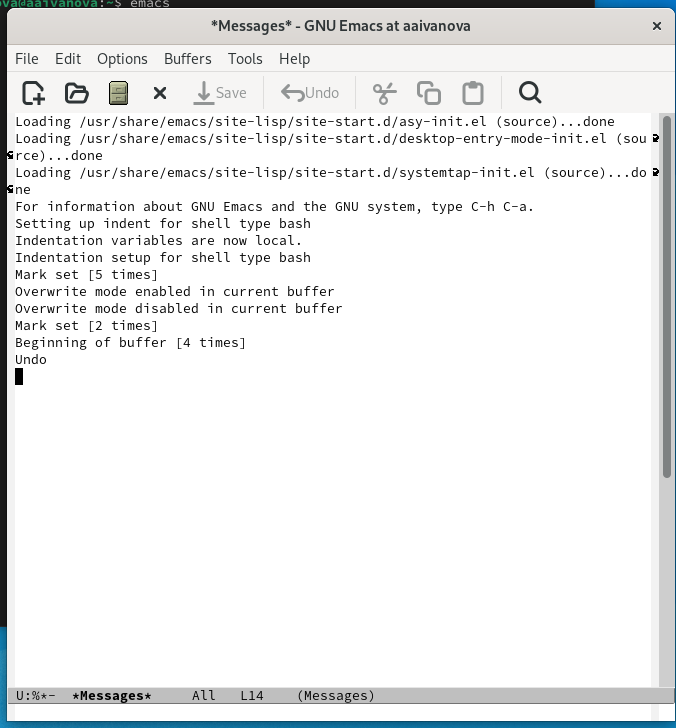 ova@aaivanova:~$ emacs
*Messages* - GNU Emacs at aaivanova
File Edit Options Buffers Tools Help
Save Undo
Loading /usr/share/emacs/site-lisp/site-start.d/asy-init.el (source)...done
Loading /usr/share/emacs/site-lisp/site-start.d/desktop-entry-mode-init.el (sou
rce)...done
Loading /usr/share/emacs/site-lisp/site-start.d/systemtap-init.el (source)...do
ne
For information about GNU Emacs and the GNU system, type C-h C-a.
Setting up indent for shell type bash
Indentation variables are now local.
Indentation setup for shell type bash
Mark set [5 times]
Overwrite mode enabled in current buffer
Overwrite mode disabled in current buffer
Mark set [2 times]
Beginning of buffer [4 times]
Undo
U:%*- *Messages* All L14 (Messages)